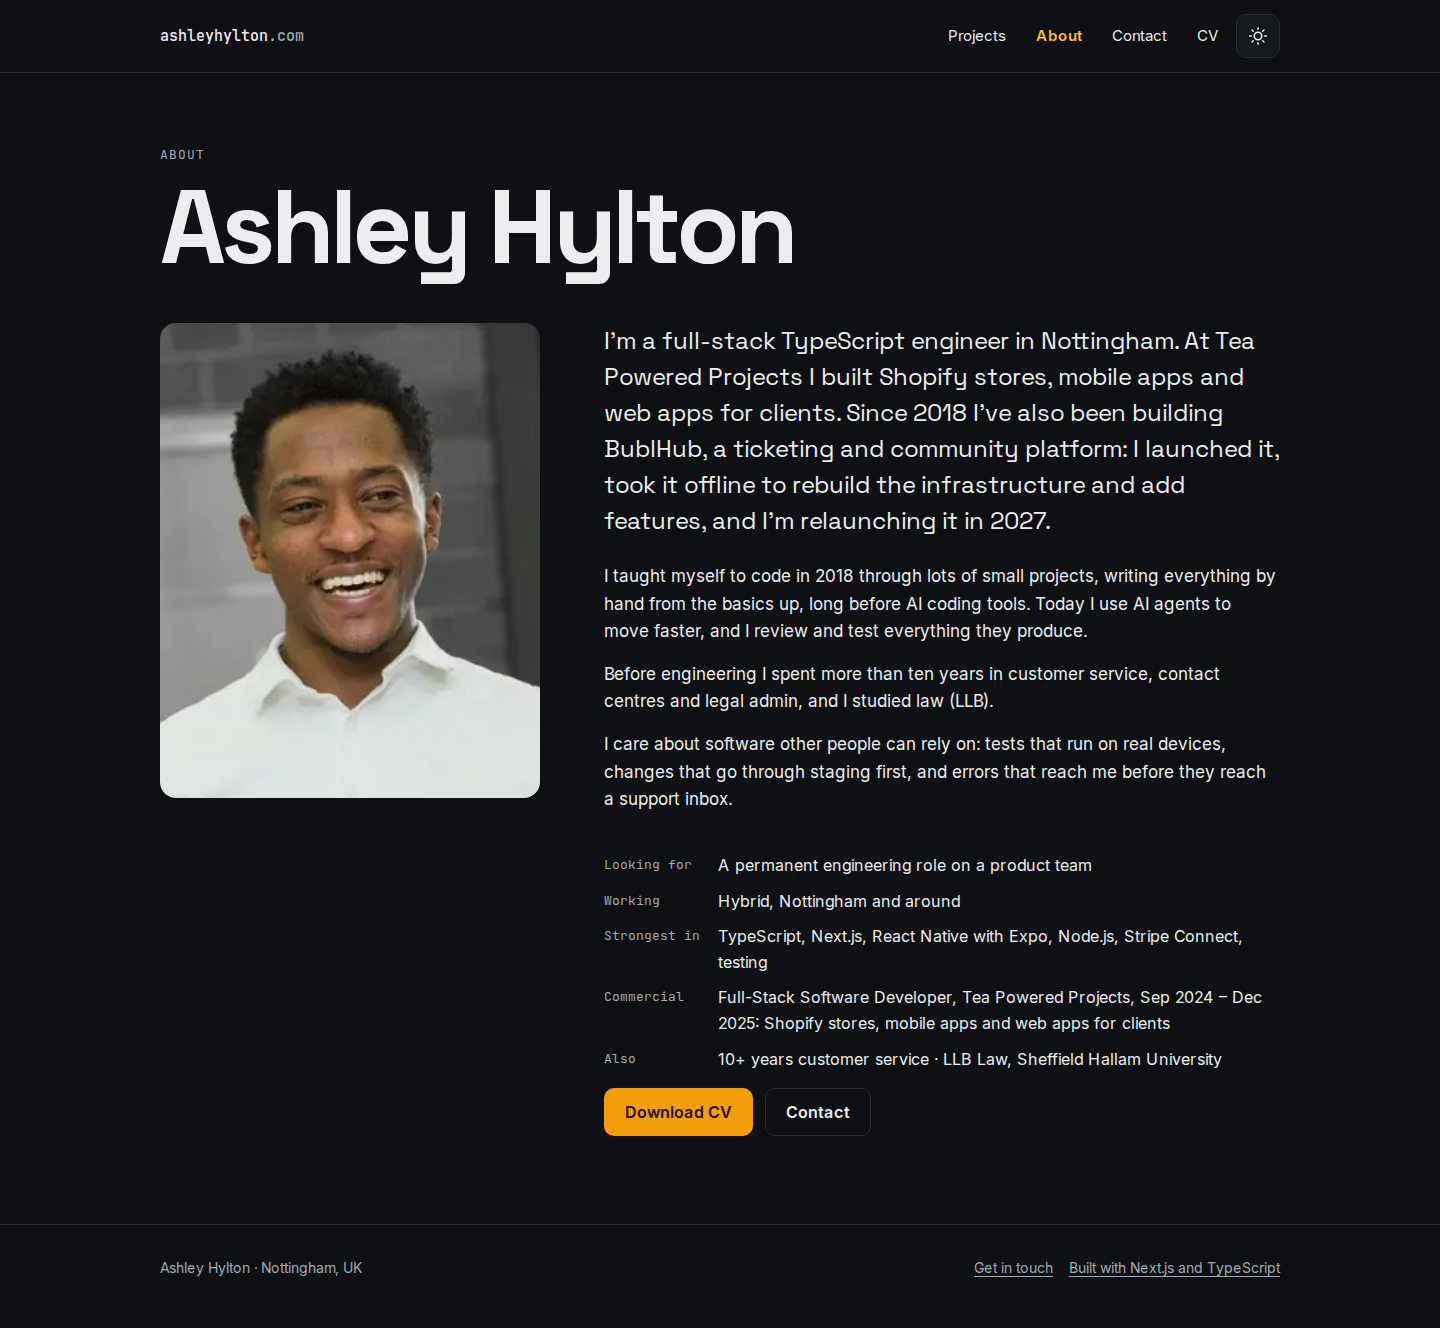 ashleyhylton.com
Projects About Contact CV
ABOUT
Ashley Hylton
I’m a full-stack TypeScript engineer in Nottingham. At Tea
Powered Projects I built Shopify stores, mobile apps and
web apps for clients. Since 2018 I’ve also been building
BublHub, a ticketing and community platform: I launched it,
took it offline to rebuild the infrastructure and add
features, and I’m relaunching it in 2027.
I taught myself to code in 2018 through lots of small projects, writing everything by
hand from the basics up, long before AI coding tools. Today I use AI agents to
move faster, and I review and test everything they produce.
Before engineering I spent more than ten years in customer service, contact
centres and legal admin, and I studied law (LLB).
I care about software other people can rely on: tests that run on real devices,
changes that go through staging first, and errors that reach me before they reach
a support inbox.
Looking for A permanent engineering role on a product team
Working Hybrid, Nottingham and around
Strongest in TypeScript, Next.js, React Native with Expo, Node.js, Stripe Connect,
testing
Commercial Full-Stack Software Developer, Tea Powered Projects, Sep 2024 – Dec
2025: Shopify stores, mobile apps and web apps for clients
Also 10+ years customer service · LLB Law, Sheffield Hallam University
Download CV Contact
Ashley Hylton · Nottingham, UK
Get in touch Built with Next.js and TypeScript